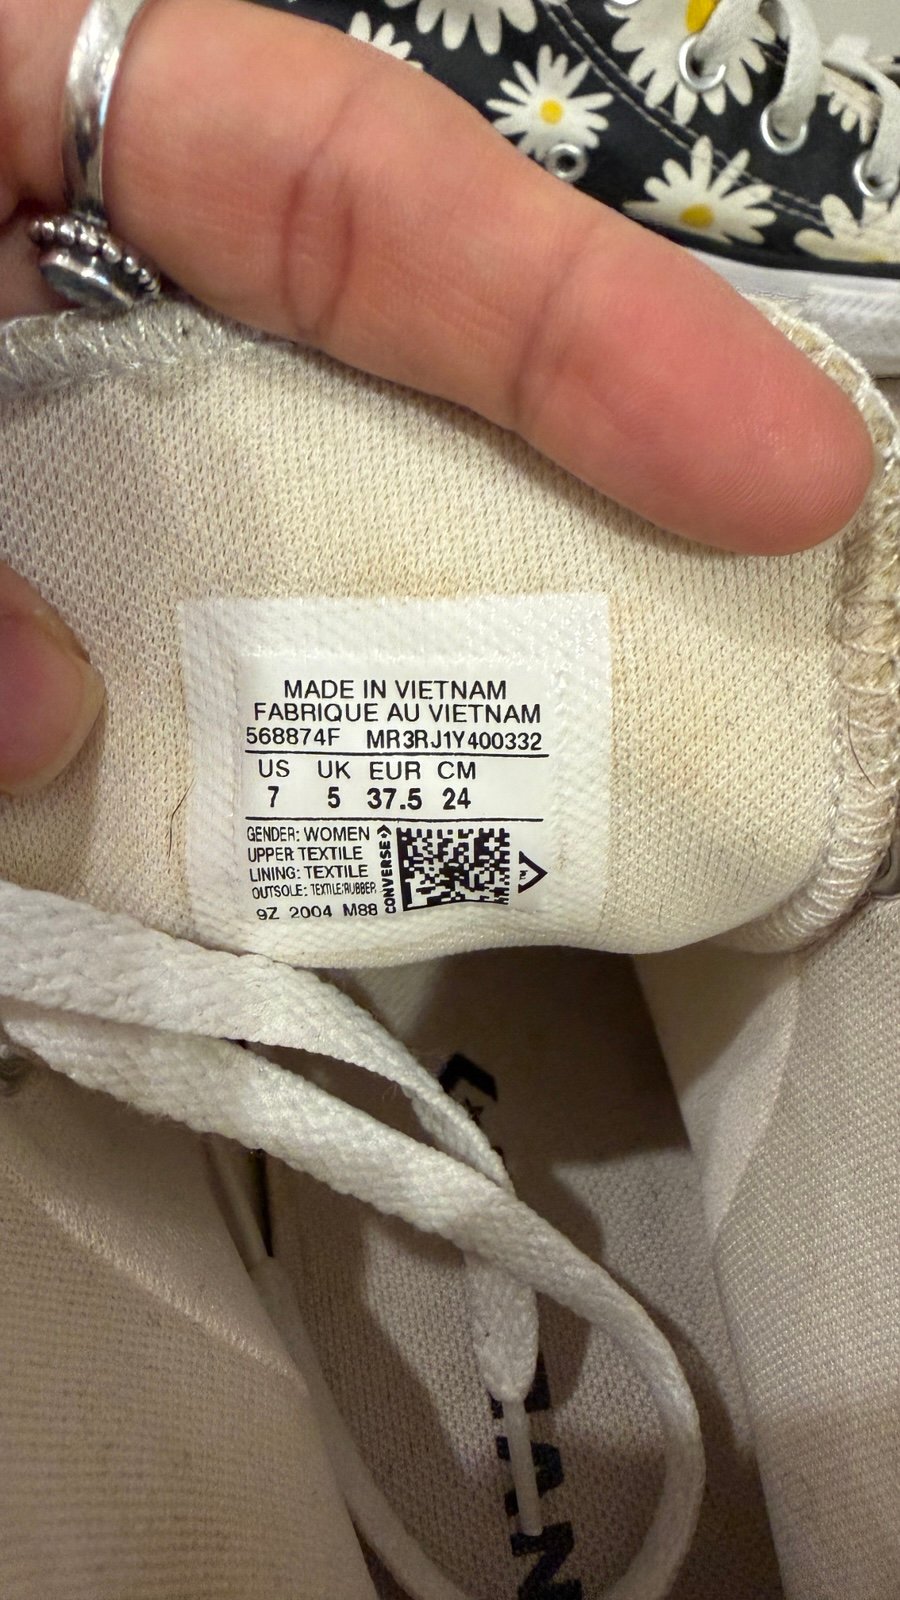 MADE IN VIETNAM
FABRIQUE AU VIETNAM
568874F MR3RJ1Y400332
US UK EUR CM
7 5 37.5 24
GENDER: WOMEN
UPPER TEXTILE
LINING: TEXTILE
OUTSOLE: TEXTILE/RUBBER
9Z 2004 M88
CONVERSE
TM